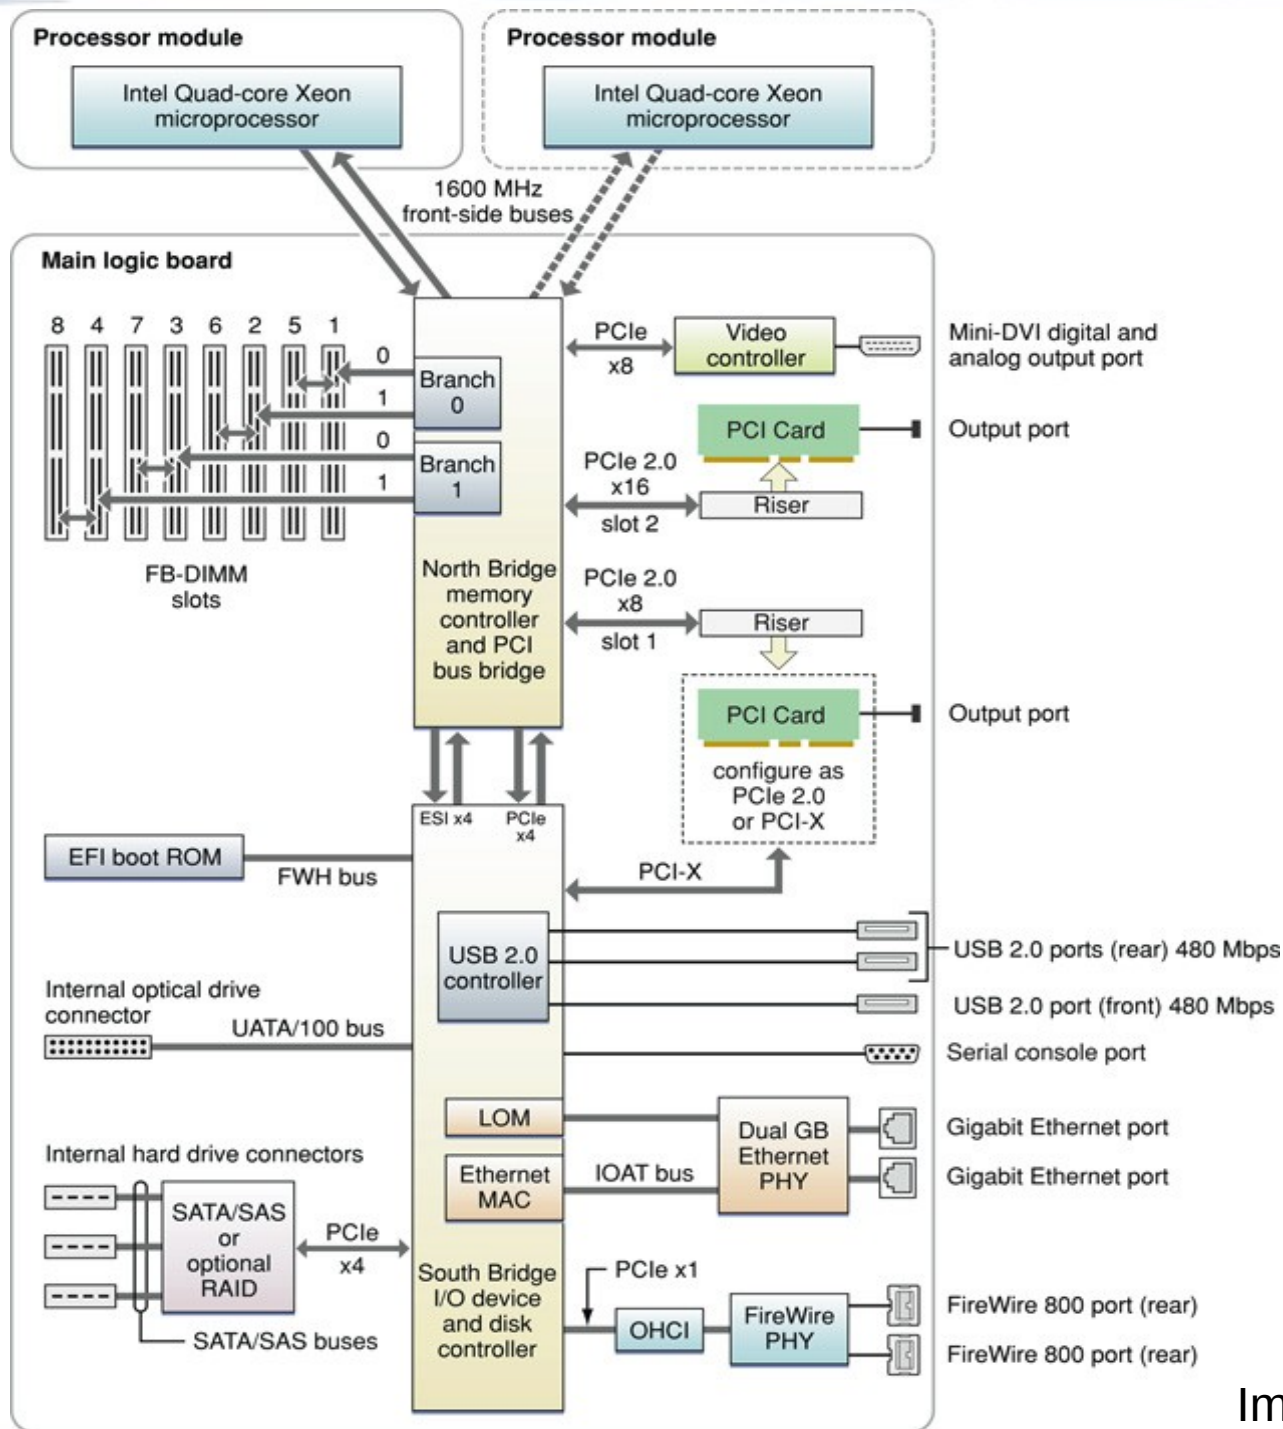 Processor module
Intel Quad-core Xeon
microprocessor
Processor module
Intel Quad-core Xeon
microprocessor
1600 MHz
front-side buses
Main logic board
8 4 7 3 6 2 5 1
0
1
0
1
Branch
0
Branch
1
FB-DIMM
slots
North Bridge
memory
controller
and PCI
bus bridge
PCIe
x8
Video
controller
Mini-DVI digital and
analog output port
PCI Card
Output port
PCIe 2.0
x16
slot 2
Riser
PCIe 2.0
x8
slot 1
Riser
PCI Card
Output port
configure as
PCIe 2.0
or PCI-X
ESI x4
PCIe
x4
EFI boot ROM
FWH bus
PCI-X
USB 2.0
controller
USB 2.0 ports (rear) 480 Mbps
USB 2.0 port (front) 480 Mbps
Internal optical drive
connector
UATA/100 bus
Serial console port
LOM
Ethernet
MAC
IOAT bus
Dual GB
Ethernet
PHY
Gigabit Ethernet port
Gigabit Ethernet port
Internal hard drive connectors
SATA/SAS
or
optional
RAID
PCIe
x4
SATA/SAS buses
South Bridge
I/O device
and disk
controller
PCIe x1
OHCI
FireWire
PHY
FireWire 800 port (rear)
FireWire 800 port (rear)
Im